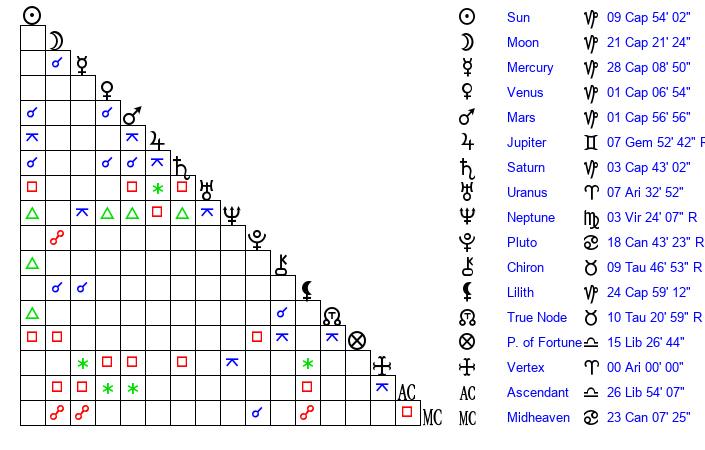 Sun 09 Cap 54' 02"
Moon 21 Cap 21' 24"
Mercury 28 Cap 08' 50"
Venus 01 Cap 06' 54"
Mars 01 Cap 56' 56"
Jupiter 07 Gem 52' 42" R
Saturn 03 Cap 43' 02"
Uranus 07 Ari 32' 52"
Neptune 03 Vir 24' 07" R
Pluto 18 Can 43' 23" R
Chiron 09 Tau 46' 53" R
Lilith 24 Cap 59' 12"
True Node 10 Tau 20' 59" R
P. of Fortune 15 Lib 26' 44"
Vertex 00 Ari 00' 00"
AC AC Ascendant 26 Lib 54' 07"
MC MC Midheaven 23 Can 07' 25"